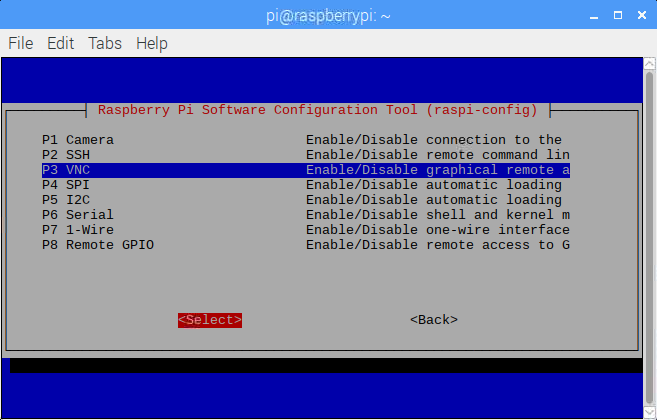 pi@raspberrypi: ~
File Edit Tabs Help
Raspberry Pi Software Configuration Tool (raspi-config)
P1 Camera Enable/Disable connection to the
P2 SSH Enable/Disable remote command lin
P3 VNC Enable/Disable graphical remote a
P4 SPI Enable/Disable automatic loading
P5 I2C Enable/Disable automatic loading
P6 Serial Enable/Disable shell and kernel m
P7 1-Wire Enable/Disable one-wire interface
P8 Remote GPIO Enable/Disable remote access to G
<Select> <Back>